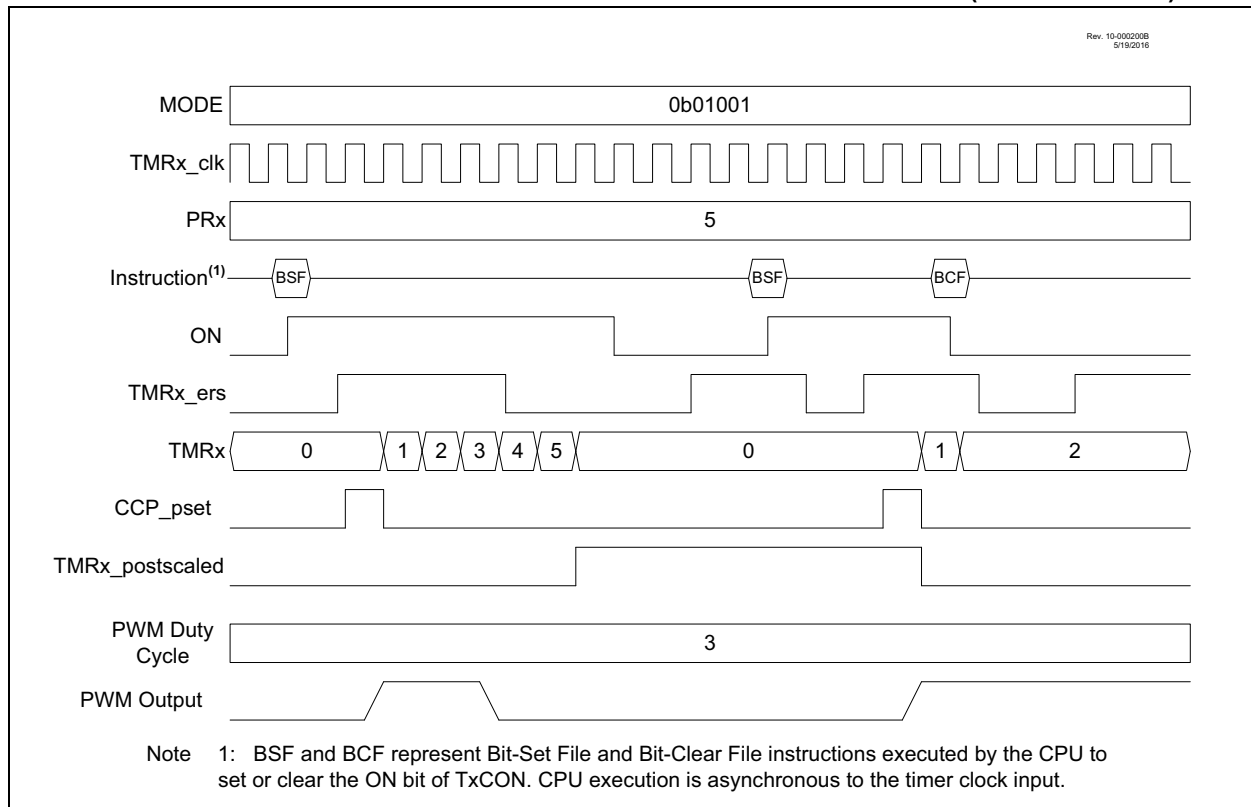 Rev. 10-000200B
5/19/2016
MODE 0b01001
TMRx_clk
PRx 5
Instruction(1) BSF BSF BCF
ON
TMRx_ers
TMRx 0 1 2 3 4 5 0 1 2
CCP_pset
TMRx_postscaled
PWM Duty
Cycle 3
PWM Output
Note 1: BSF and BCF represent Bit-Set File and Bit-Clear File instructions executed by the CPU to
set or clear the ON bit of TxCON. CPU execution is asynchronous to the timer clock input.